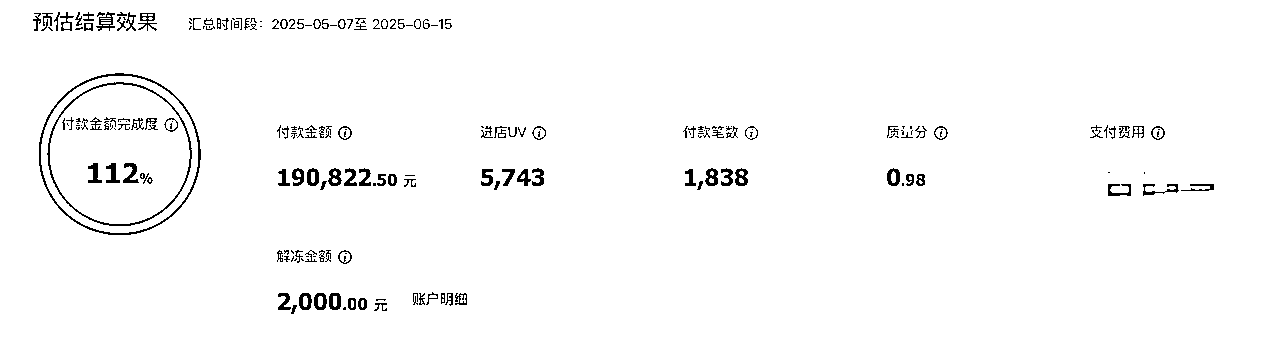 预估结算效果 汇总时间段：2025-05-07至 2025-06-15
付款金额完成度
112%
付款金额 进店UV 付款笔数 质量分 支付费用
190,822.50 元 5,743 1,838 0.98
解冻金额
2,000.00 元 账户明细